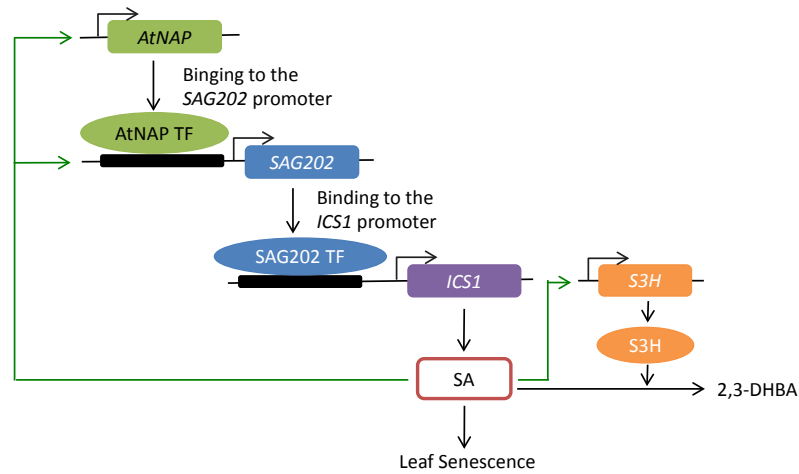 AtNAP
Binging to the
SAG202 promoter
AtNAP TF
SAG202
Binding to the
ICS1 promoter
SAG202 TF
ICS1
S3H
S3H
SA
2,3-DHBA
Leaf Senescence